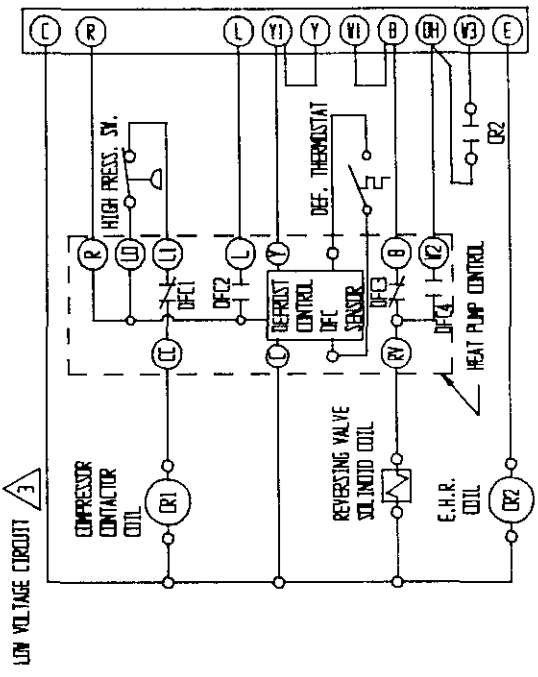 LOW VOLTAGE CIRCUIT
3
E.H.R.
COIL
CR2
REVERSING VALVE
SOLINOID COIL
COMPRESSOR
CONTACTOR
COIL
CR1
HEAT PUMP CONTROL
RV
C
CC
DFC4
DFC3
DEFROST
CONTROL
DFC
SENSOR
DFC2
DFC1
W2
B
Y
L
L1
LO
R
DEF. THERMOSTAT
HIGH PRESS. SW.
CR2
E
W3
OH
B
W1
Y
Y1
L
R
C